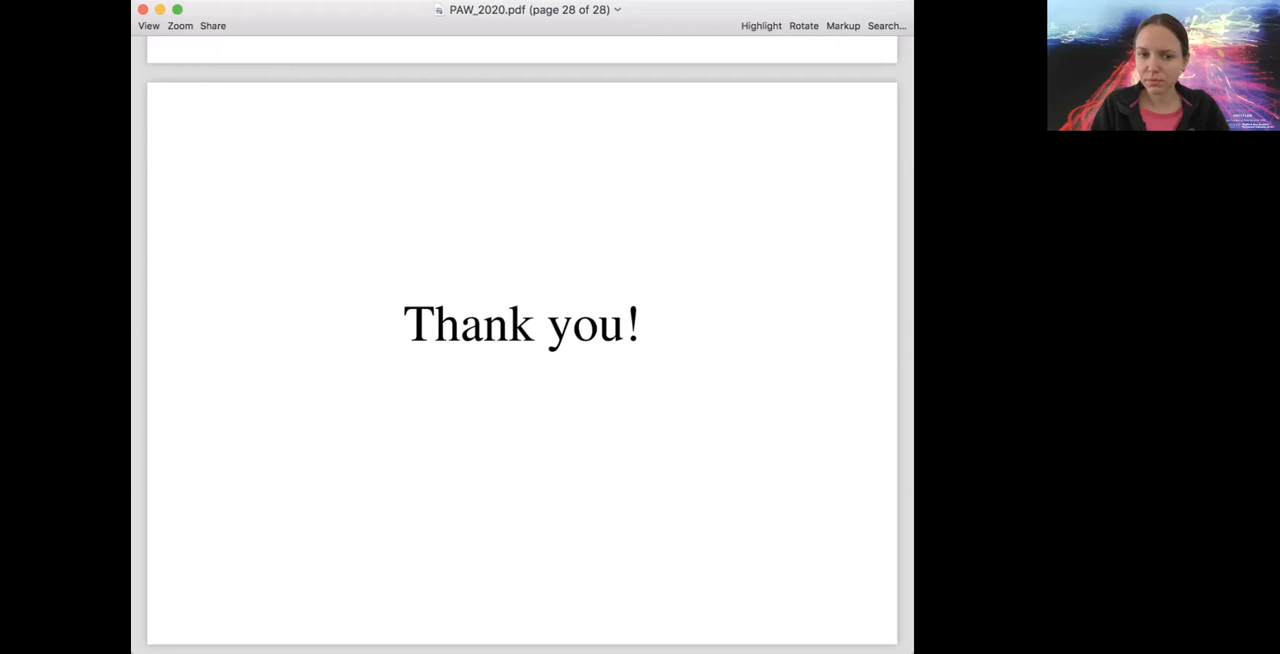 PAW_2020.pdf (page 28 of 28)
View Zoom Share Highlight Rotate Markup Search...
Thank you!